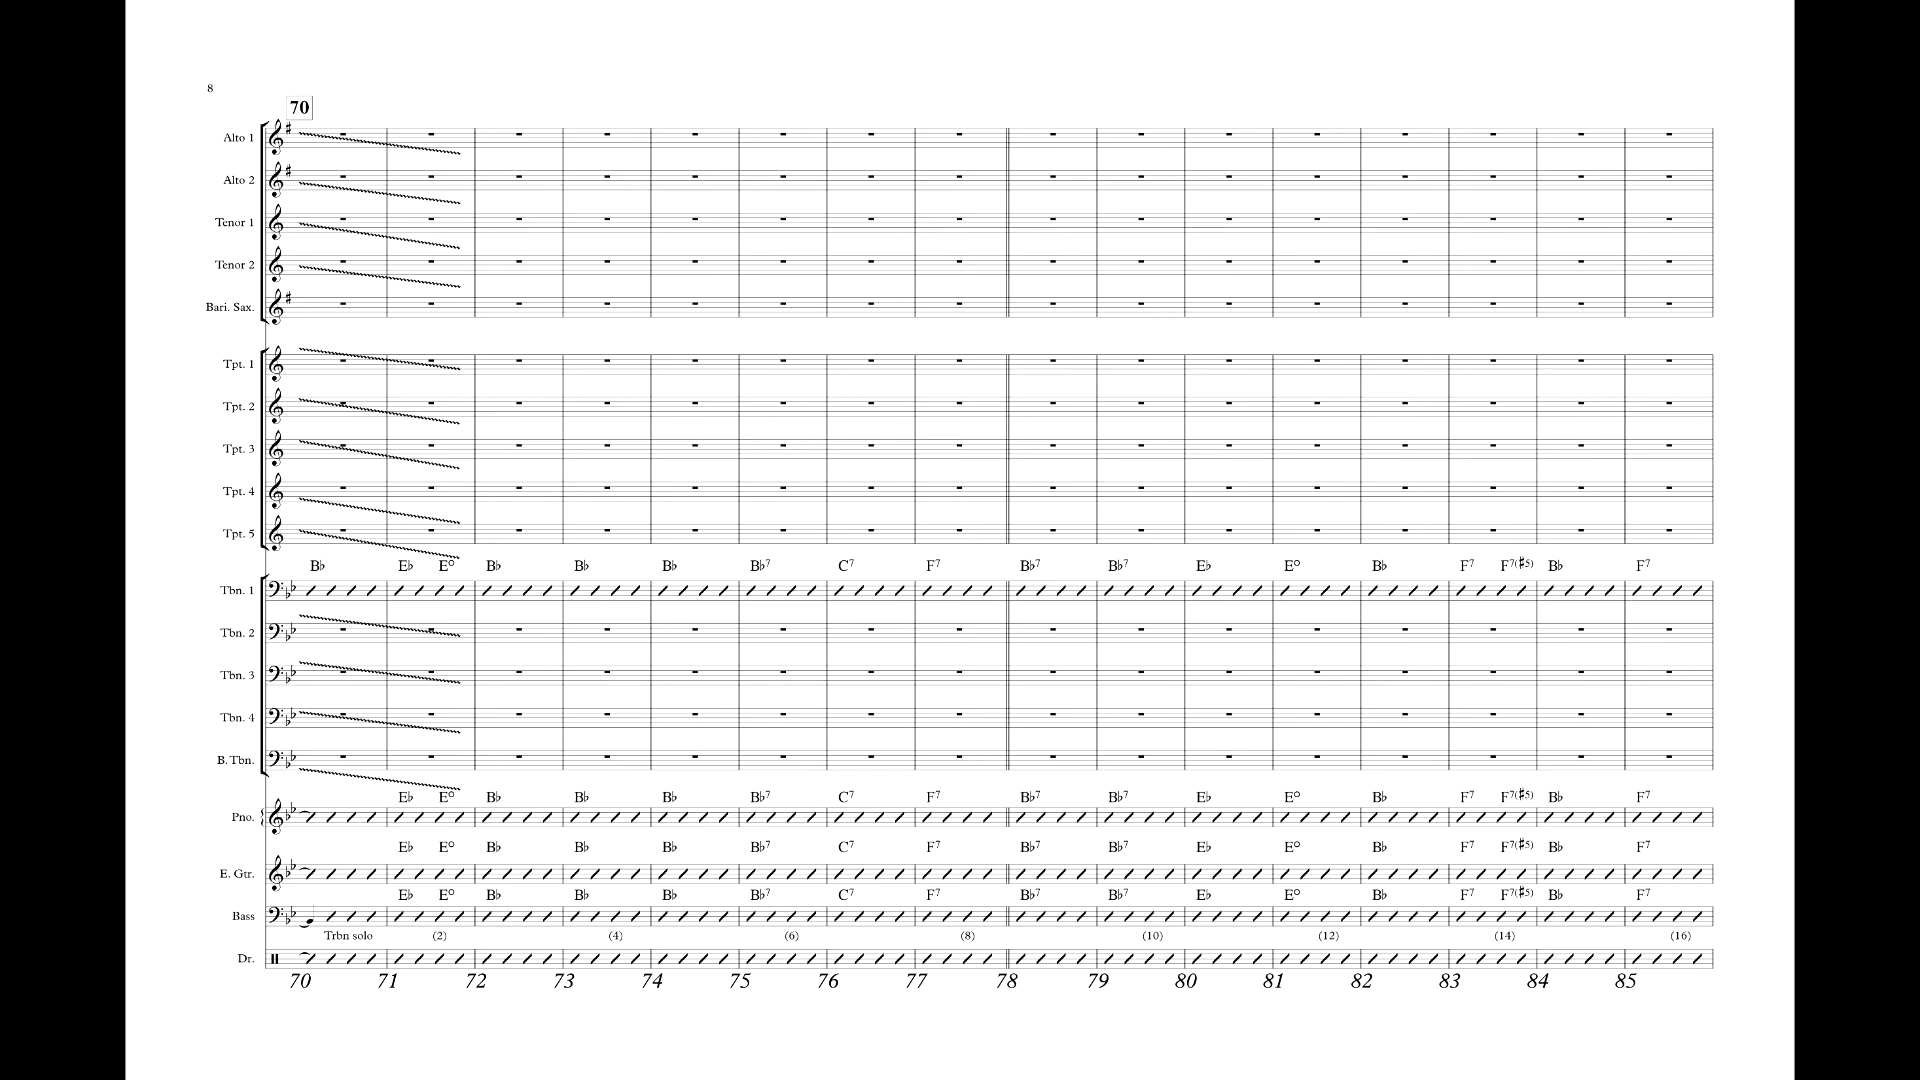 8
70
Alto 1
Alto 2
Tenor 1
Tenor 2
Bari. Sax.
Tpt. 1
Tpt. 2
Tpt. 3
Tpt. 4
Tpt. 5
B♭ E♭ E° B♭ B♭ B♭ B♭7 C7 F7 B♭7 B♭7 E♭ E° B♭ F7 F7(♯5) B♭ F7
Tbn. 1
Tbn. 2
Tbn. 3
Tbn. 4
B. Tbn.
E♭ E° B♭ B♭ B♭ B♭7 C7 F7 B♭7 B♭7 E♭ E° B♭ F7 F7(♯5) B♭ F7
Pno.
E♭ E° B♭ B♭ B♭ B♭7 C7 F7 B♭7 B♭7 E♭ E° B♭ F7 F7(♯5) B♭ F7
E. Gtr.
E♭ E° B♭ B♭ B♭ B♭7 C7 F7 B♭7 B♭7 E♭ E° B♭ F7 F7(♯5) B♭ F7
Bass
Trbn solo (2) (4) (6) (8) (10) (12) (14) (16)
Dr.
70 71 72 73 74 75 76 77 78 79 80 81 82 83 84 85